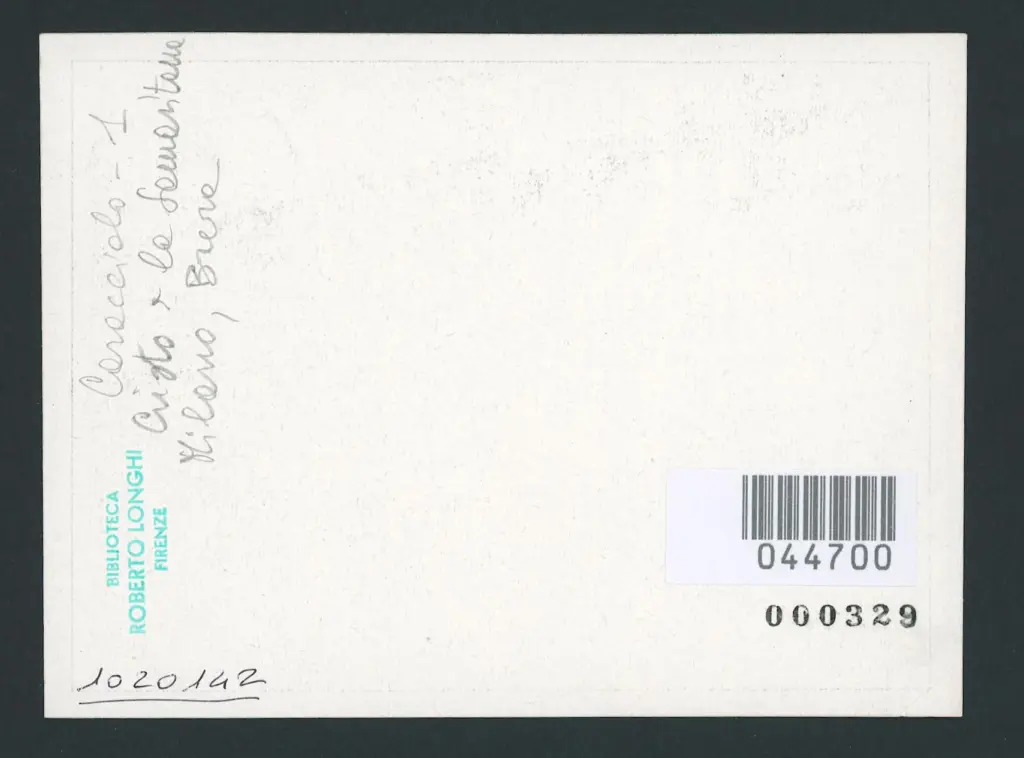 Caracciolo - 1
Cristo e la Samaritana
Milano, Brera
BIBLIOTECA
ROBERTO LONGHI
FIRENZE
044700
000329
1020142